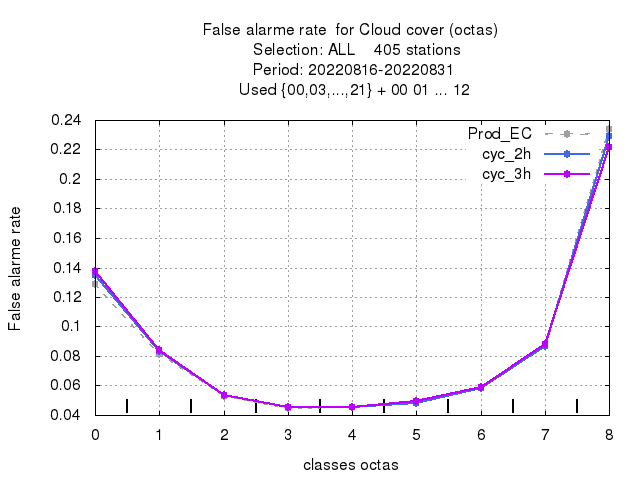 False alarme rate  for Cloud cover (octas)
Selection: ALL    405 stations
Period: 20220816-20220831
Used {00,03,...,21} + 00 01 ... 12
Prod_EC
cyc_2h
cyc_3h
False alarme rate
0.24
0.22
0.2
0.18
0.16
0.14
0.12
0.1
0.08
0.06
0.04
0 1 2 3 4 5 6 7 8
classes octas